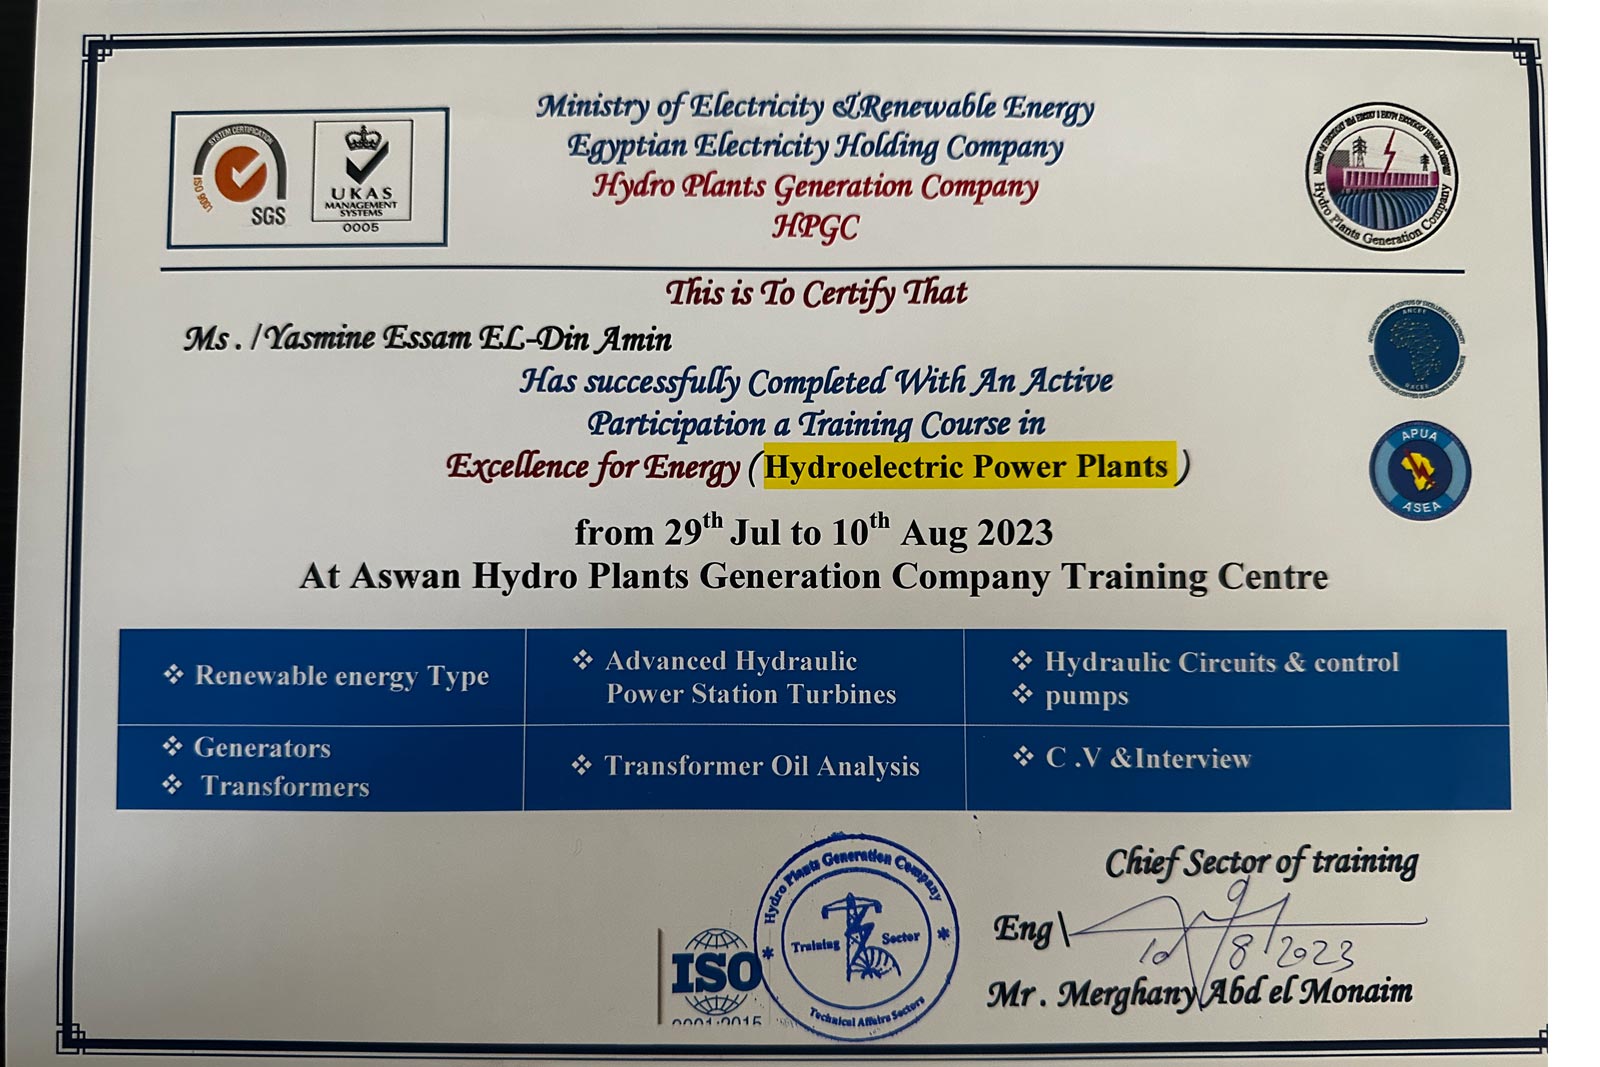 Ministry of Electricity & Renewable Energy
Egyptian Electricity Holding Company
Hydro Plants Generation Company
HPGC
SYSTEM CERTIFICATION
ISO 9001
SGS
UKAS
MANAGEMENT
SYSTEMS
0005
Hydro Plants Generation Company
This is To Certify That
Ms . /Yasmine Essam EL-Din Amin
Has successfully Completed With An Active
Participation a Training Course in
Excellence for Energy ( Hydroelectric Power Plants )
from 29th Jul to 10th Aug 2023
At Aswan Hydro Plants Generation Company Training Centre
APUA
ASEA
❖ Renewable energy Type
❖ Advanced Hydraulic
Power Station Turbines
❖ Hydraulic Circuits & control
❖ pumps
❖ Generators
❖ Transformers
❖ Transformer Oil Analysis
❖ C .V &Interview
Chief Sector of training
Eng\
10/8/2023
Mr . Merghany Abd el Monaim
Hydro Plants Generation Company
Training Sector
Technical Affairs Sectors
ISO
9001:2015